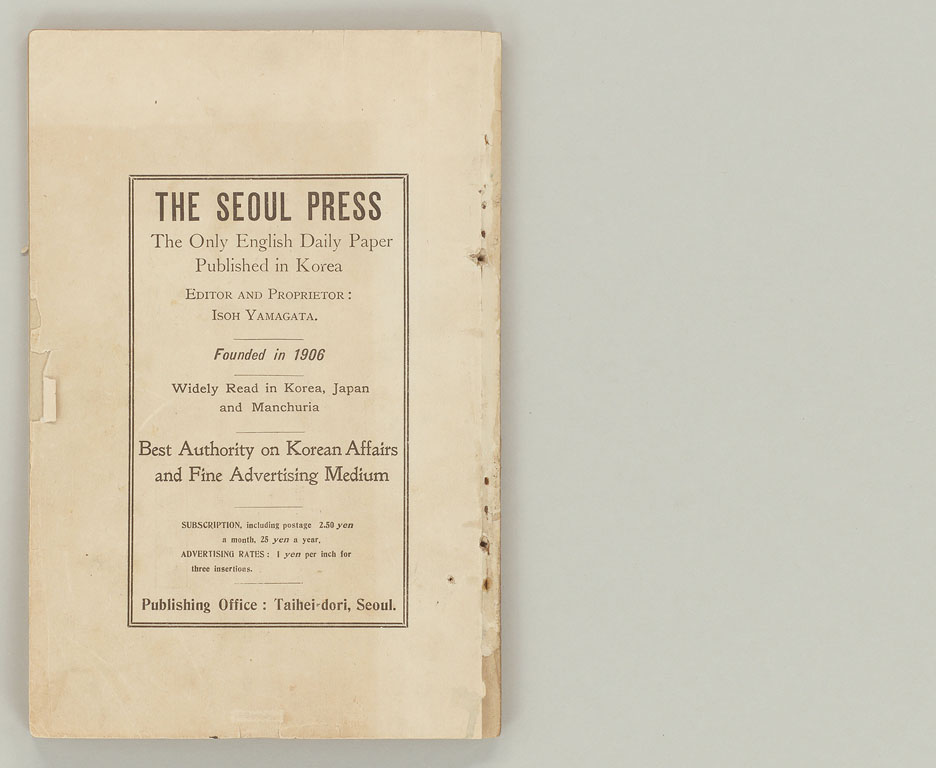 THE SEOUL PRESS
The Only English Daily Paper
Published in Korea
EDITOR AND PROPRIETOR :
ISOH YAMAGATA.
Founded in 1906
Widely Read in Korea, Japan
and Manchuria
Best Authority on Korean Affairs
and Fine Advertising Medium
SUBSCRIPTION, including postage 2.50 yen
a month, 25 yen a year.
ADVERTISING RATES : 1 yen per inch for
three insertions.
Publishing Office : Taihei-dori, Seoul.